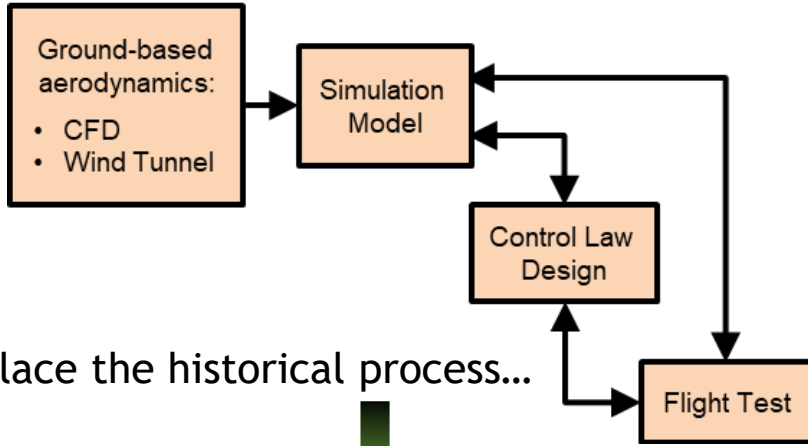 Ground-based
aerodynamics:
• CFD
• Wind Tunnel
Simulation
Model
Control Law
Design
lace the historical process…
Flight Test